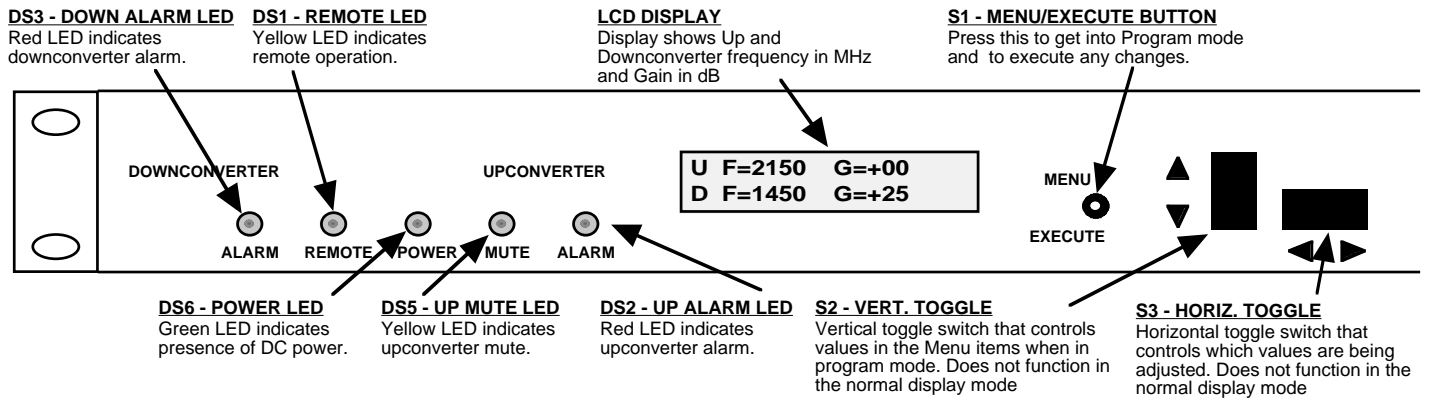 DS3 - DOWN ALARM LED
Red LED indicates
downconverter alarm.
DS1 - REMOTE LED
Yellow LED indicates
remote operation.
LCD DISPLAY
Display shows Up and
Downconverter frequency in MHz
and Gain in dB
S1 - MENU/EXECUTE BUTTON
Press this to get into Program mode
and to execute any changes.
DOWNCONVERTER
UPCONVERTER
U F=2150 G=+00
D F=1450 G=+25
MENU
EXECUTE
ALARM
REMOTE
POWER
MUTE
ALARM
DS6 - POWER LED
Green LED indicates
presence of DC power.
DS5 - UP MUTE LED
Yellow LED indicates
upconverter mute.
DS2 - UP ALARM LED
Red LED indicates
upconverter alarm.
S2 - VERT. TOGGLE
Vertical toggle switch that controls
values in the Menu items when in
program mode. Does not function in
the normal display mode
S3 - HORIZ. TOGGLE
Horizontal toggle switch that
controls which values are being
adjusted. Does not function in the
normal display mode